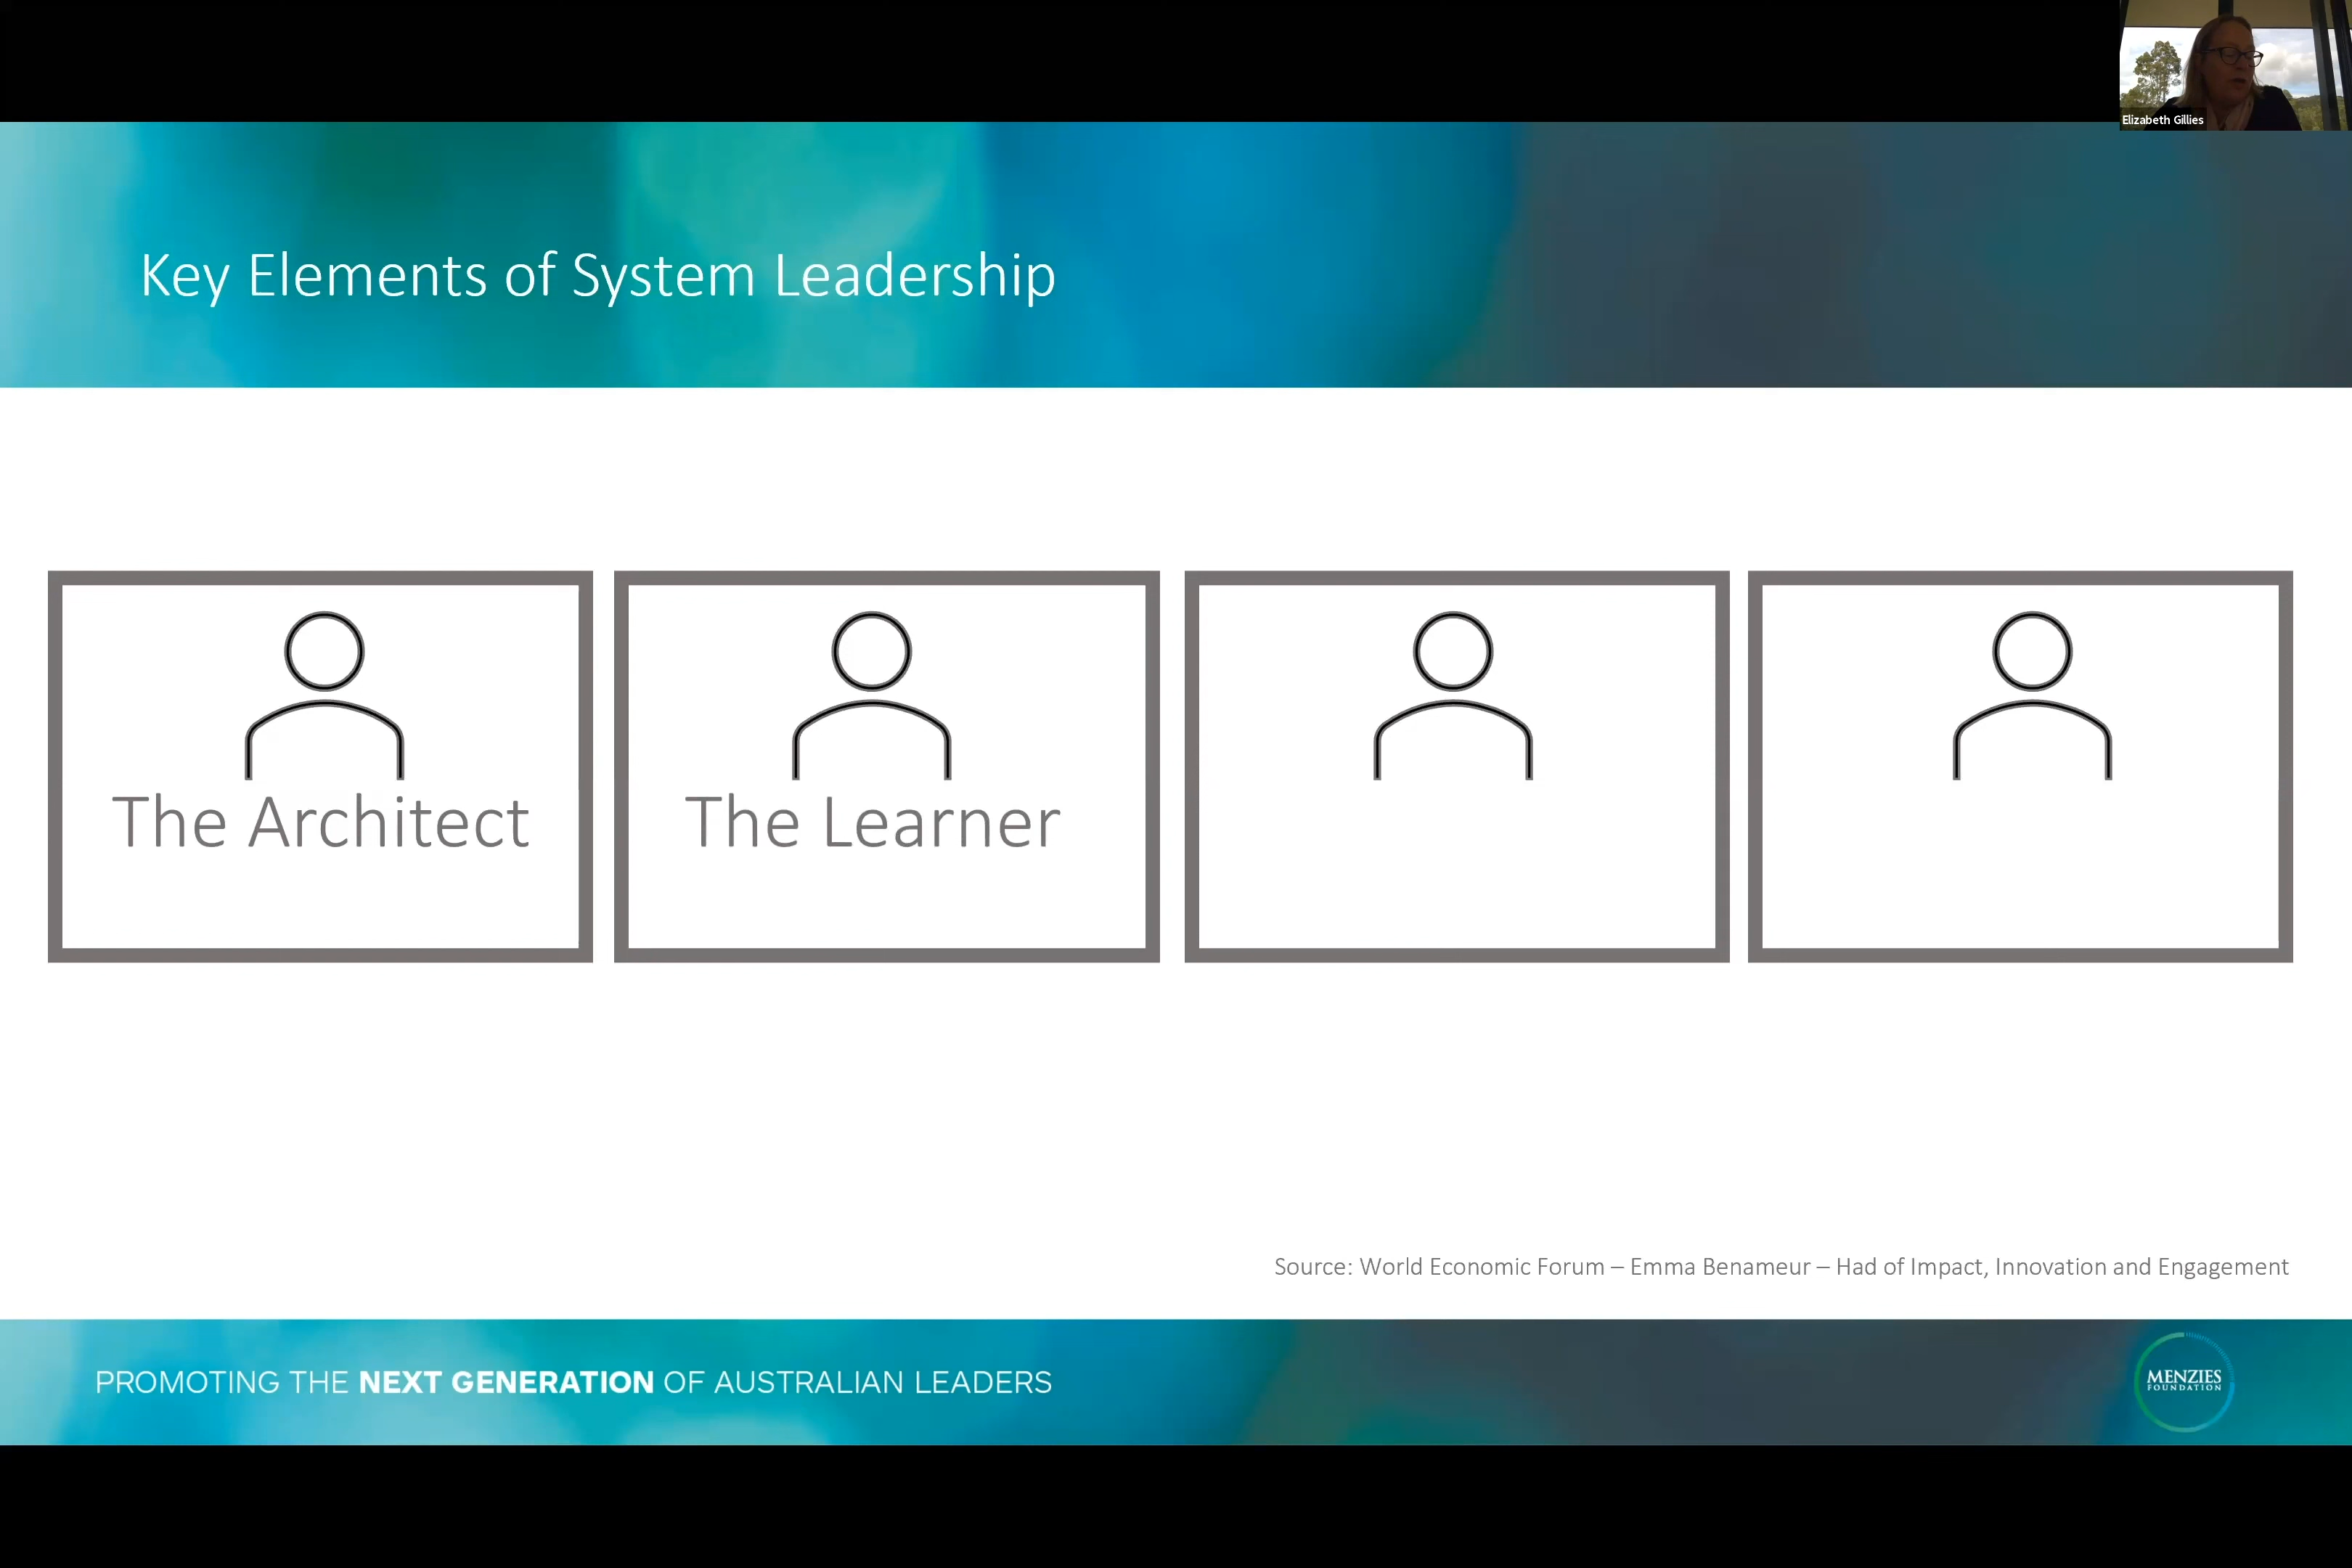 Elizabeth Gillies
Key Elements of System Leadership
The Architect
The Learner
Source: World Economic Forum – Emma Benameur – Had of Impact, Innovation and Engagement
PROMOTING THE NEXT GENERATION OF AUSTRALIAN LEADERS
MENZIES
FOUNDATION